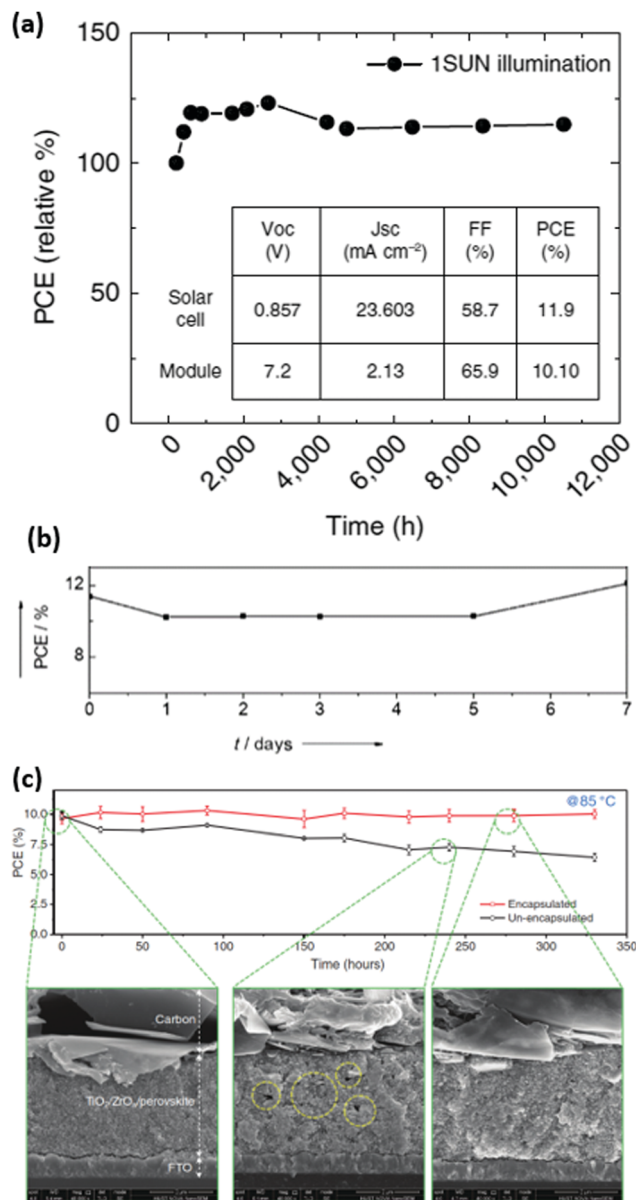 (a)
150
100
50
0
PCE (relative %)
1SUN illumination
Voc (V)
Jsc (mA cm⁻²)
FF (%)
PCE (%)
Solar cell
0.857
23.603
58.7
11.9
Module
7.2
2.13
65.9
10.10
0
2,000
4,000
6,000
8,000
10,000
12,000
Time (h)
(b)
12
8
PCE / %
0
1
2
3
4
5
6
7
t / days
(c)
@85 °C
10.0
7.5
5.0
2.5
0.0
PCE (%)
Encapsulated
Un-encapsulated
0
50
100
150
200
250
300
350
Time (hours)
Carbon
TiO₂/ZrO₂/perovskite
FTO